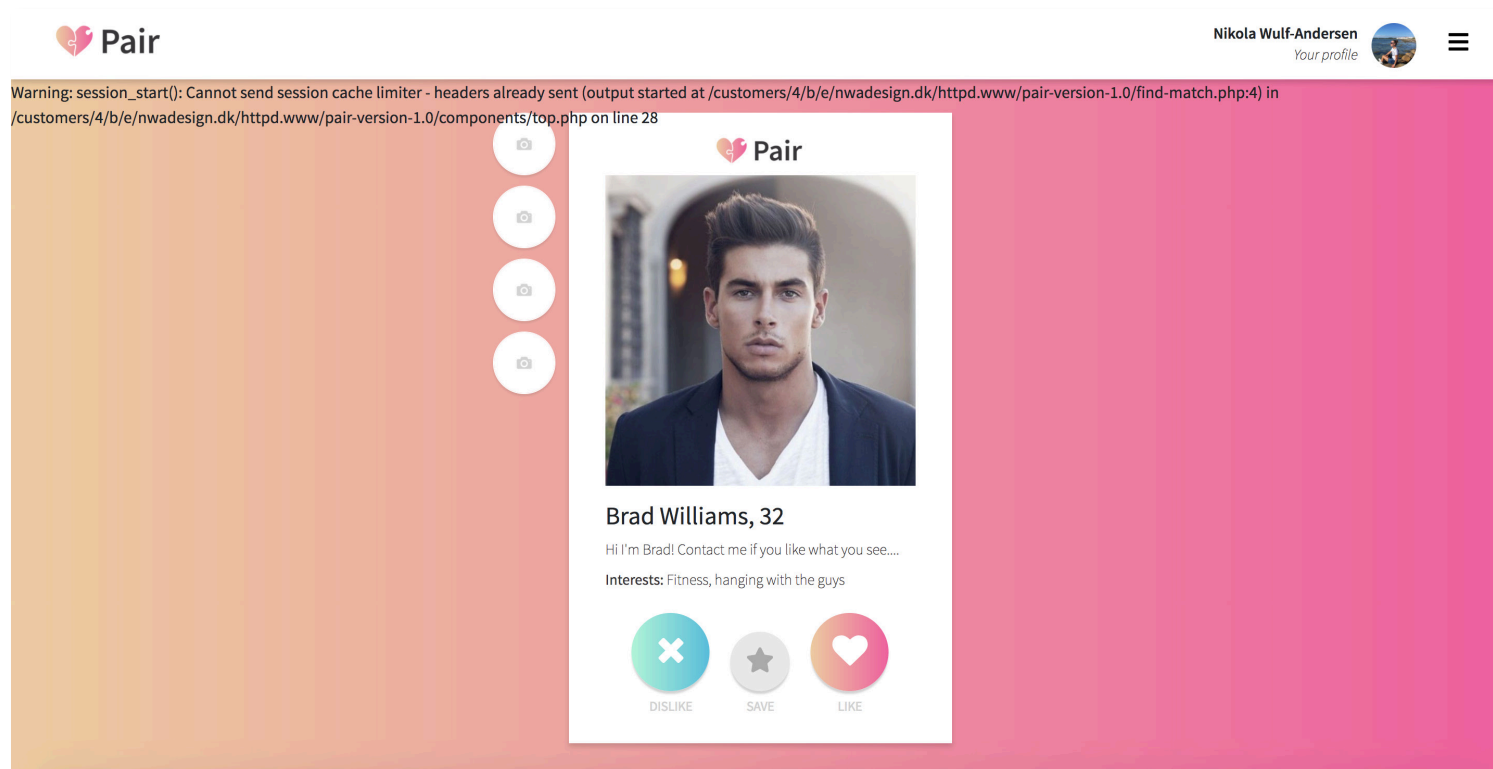 Pair
Nikola Wulf-Andersen
Your profile
Warning: session_start(): Cannot send session cache limiter - headers already sent (output started at /customers/4/b/e/nwadesign.dk/httpd.www/pair-version-1.0/find-match.php:4) in
/customers/4/b/e/nwadesign.dk/httpd.www/pair-version-1.0/components/top.php on line 28
Pair
Brad Williams, 32
Hi I'm Brad! Contact me if you like what you see....
Interests: Fitness, hanging with the guys
DISLIKE SAVE LIKE